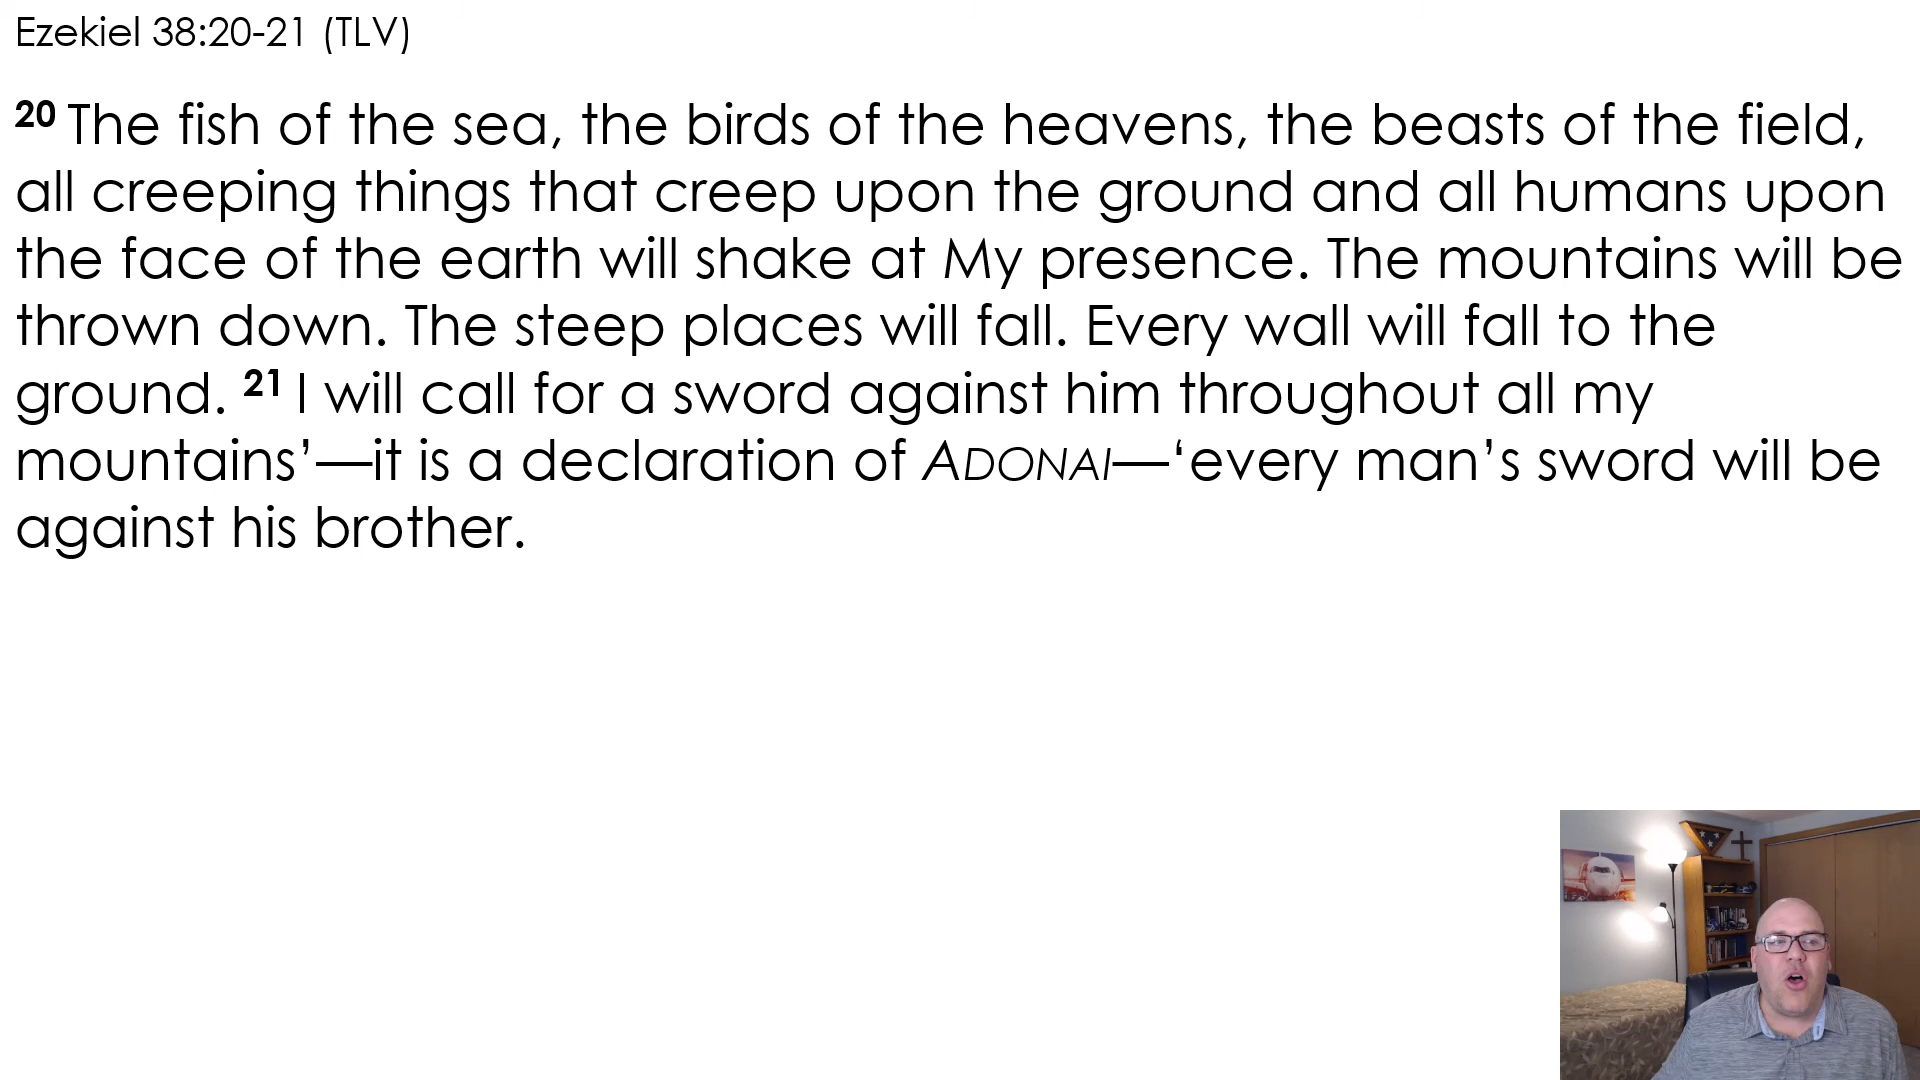 Ezekiel 38:20-21 (TLV)
20 The fish of the sea, the birds of the heavens, the beasts of the field,
all creeping things that creep upon the ground and all humans upon
the face of the earth will shake at My presence. The mountains will be
thrown down. The steep places will fall. Every wall will fall to the
ground. 21 I will call for a sword against him throughout all my
mountains’—it is a declaration of ADONAI—‘every man’s sword will be
against his brother.